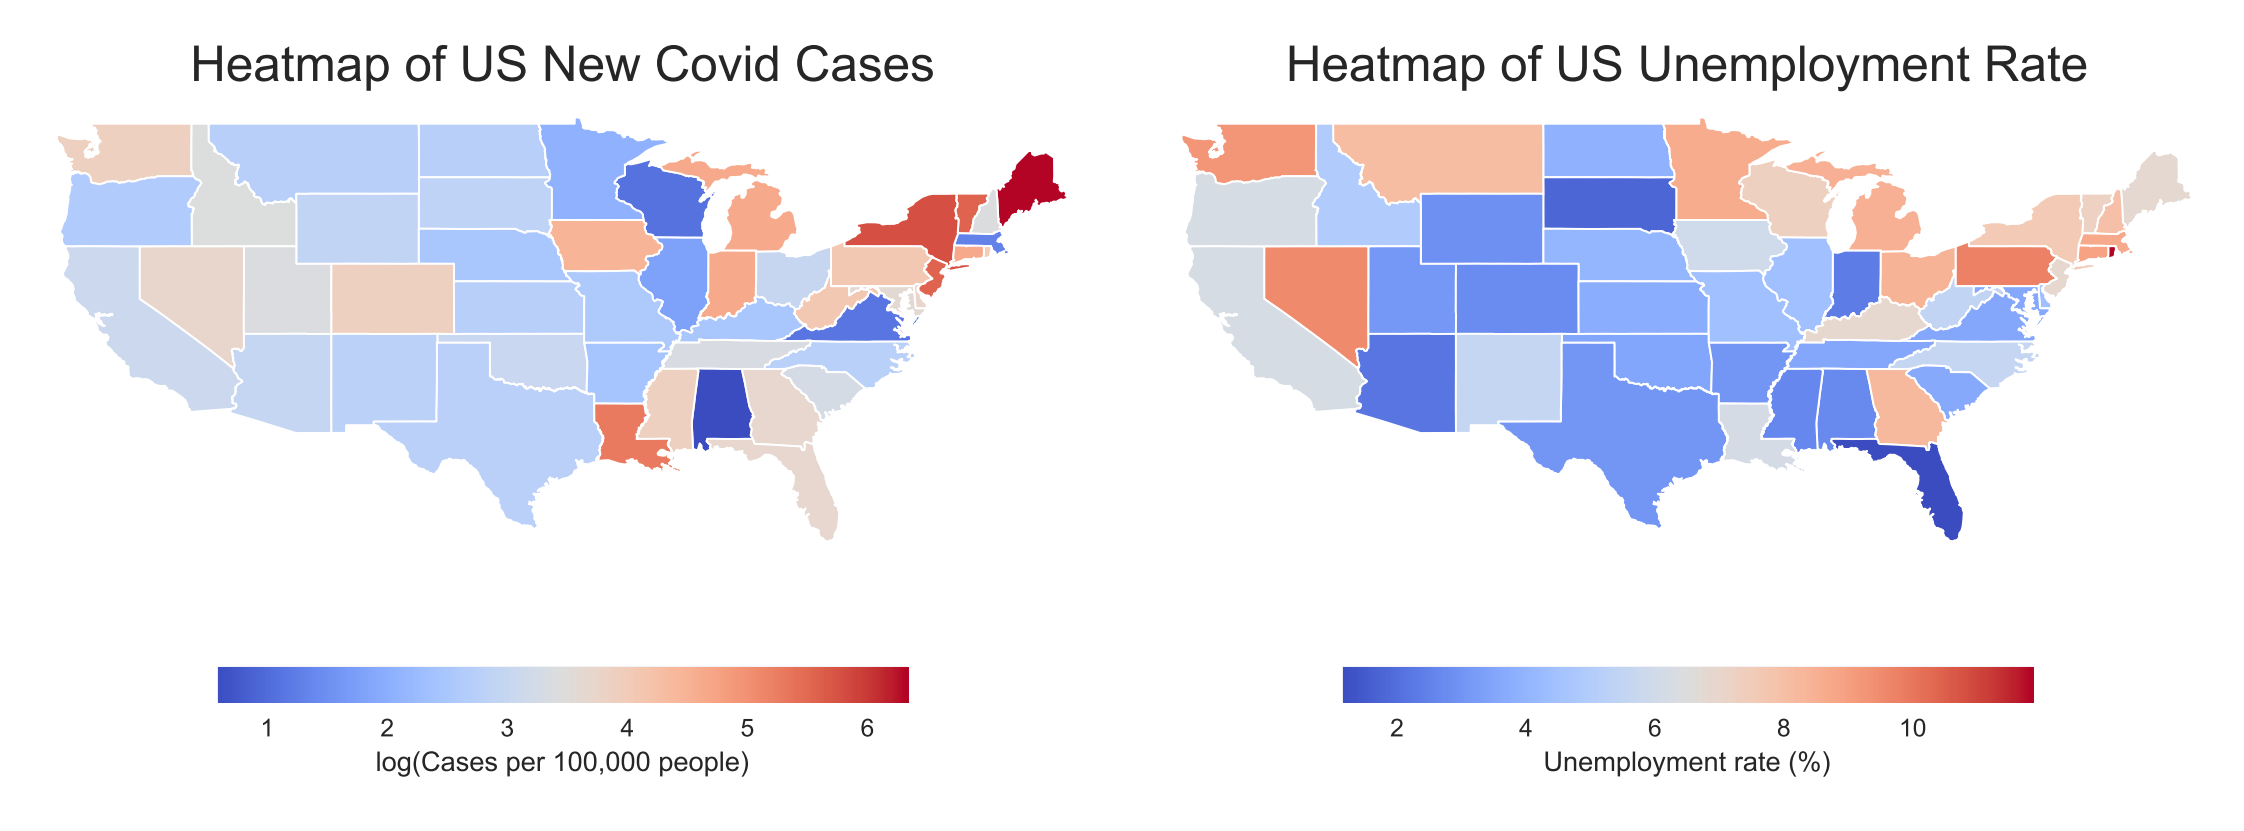 Heatmap of US New Covid Cases
Heatmap of US Unemployment Rate
1 2 3 4 5 6
log(Cases per 100,000 people)
2 4 6 8 10
Unemployment rate (%)